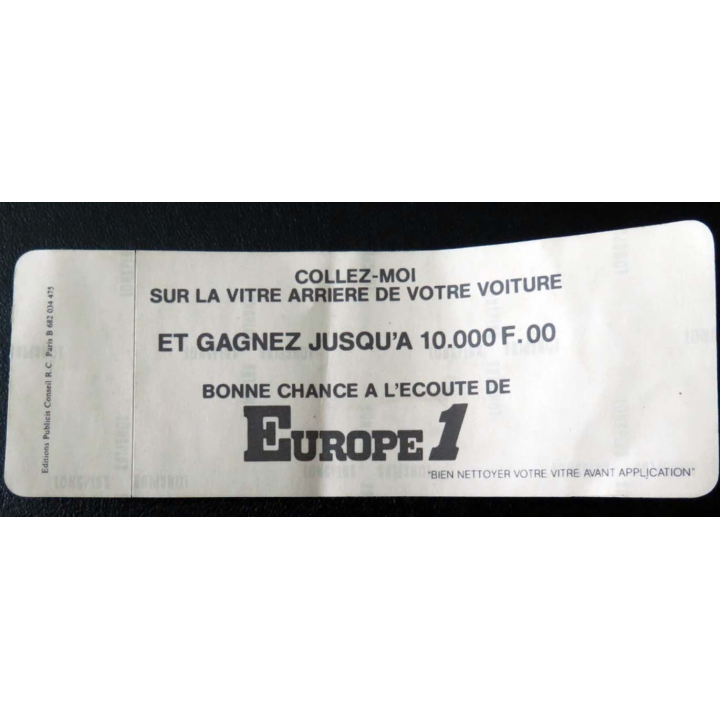 COLLEZ-MOI
SUR LA VITRE ARRIERE DE VOTRE VOITURE
ET GAGNEZ JUSQU'A 10.000 F.00
BONNE CHANCE A L'ECOUTE DE
EUROPE 1
"BIEN NETTOYER VOTRE VITRE AVANT APPLICATION"
Editions Publicis Conseil R. C. Paris B 682 034 475